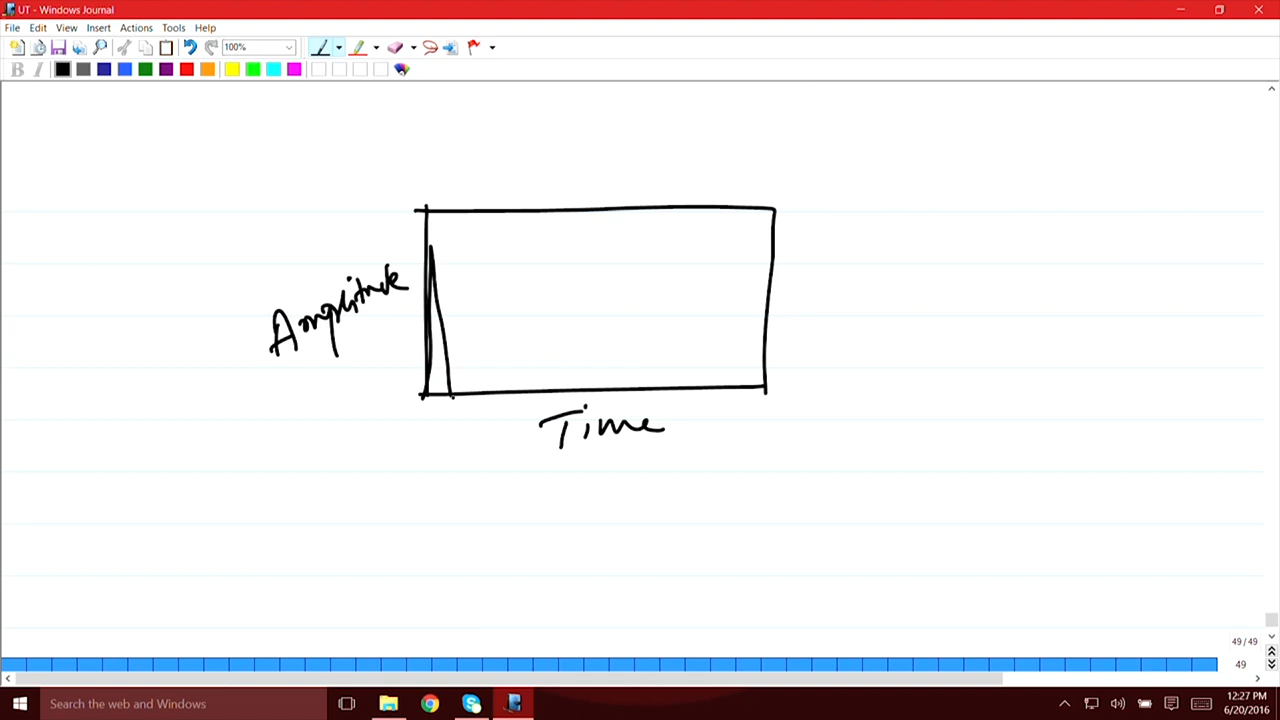 UT - Windows Journal
File Edit View Insert Actions Tools Help
100%
B I
Amplitude
Time
49 / 49
49
Search the web and Windows
12:27 PM
6/20/2016